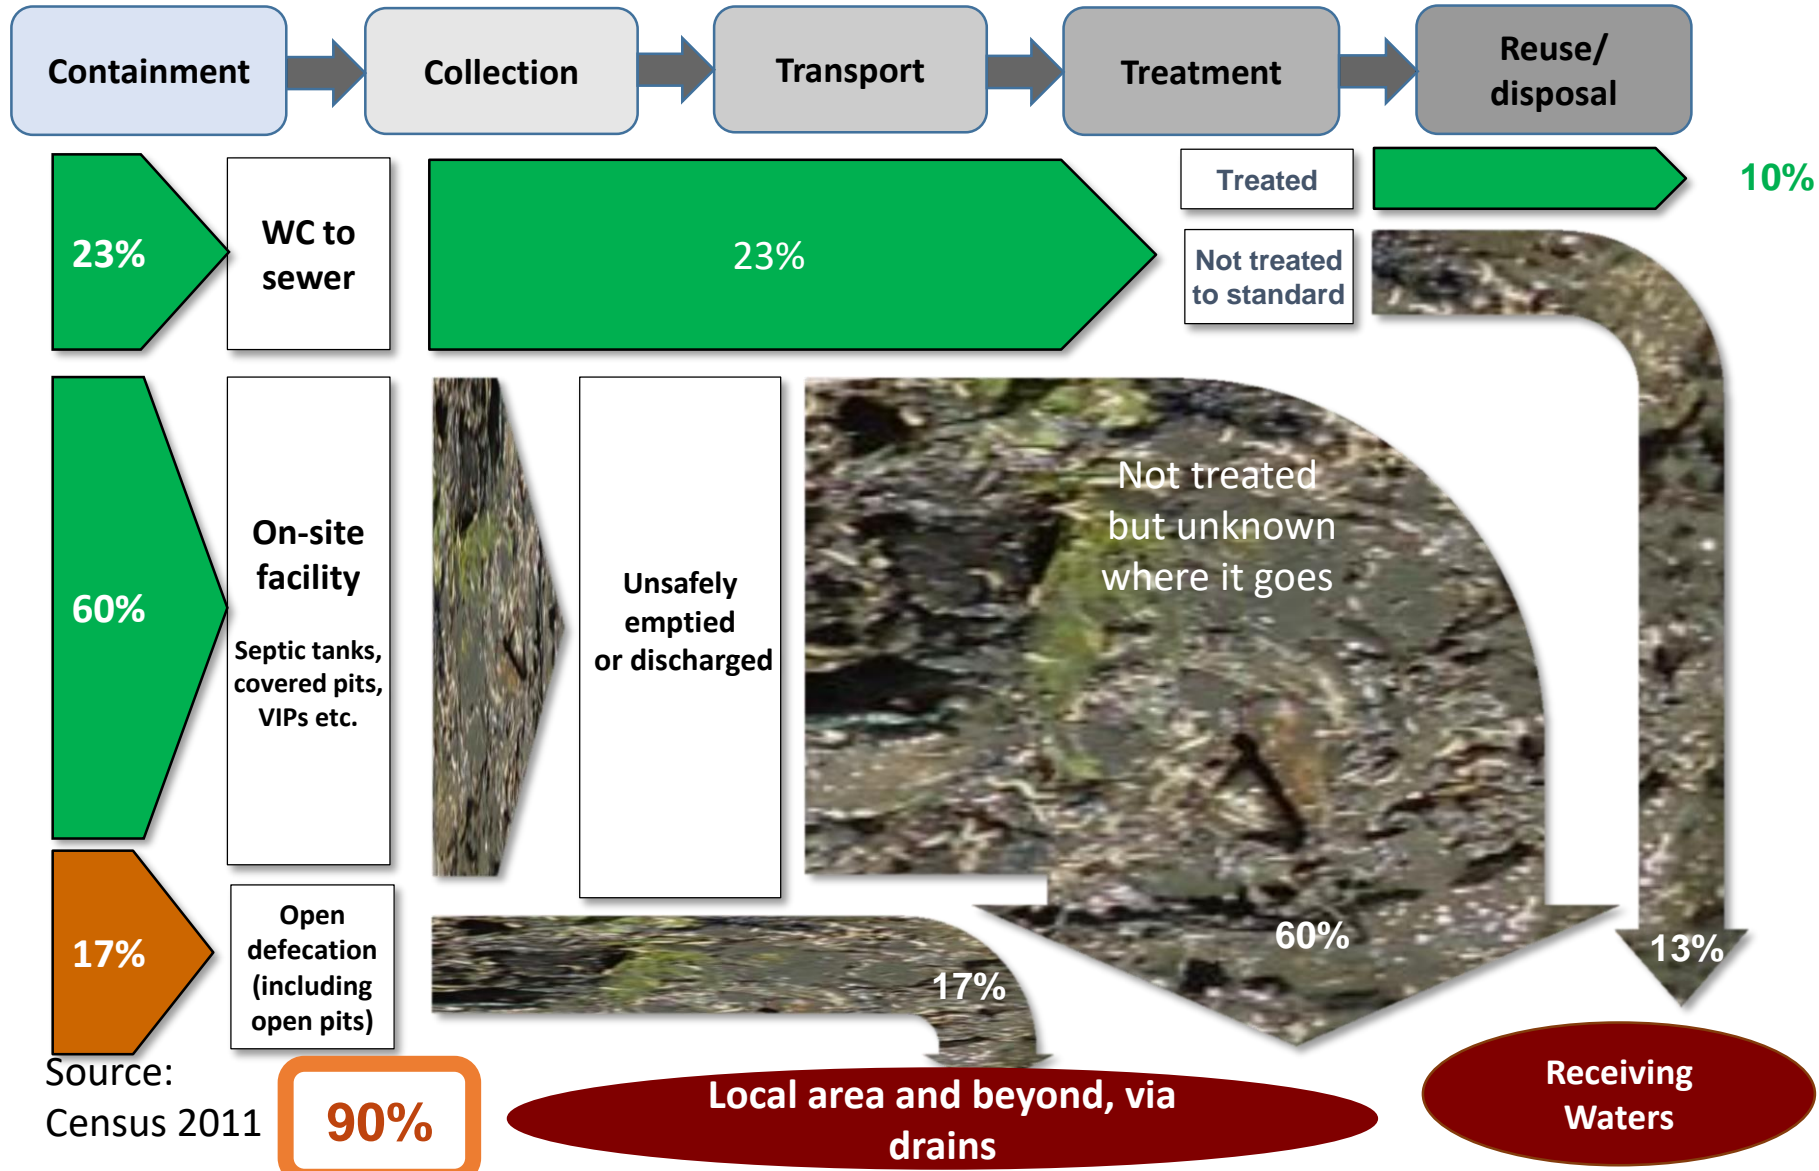 Containment
Collection
Transport
Treatment
Reuse/
disposal
23%
WC to
sewer
23%
Treated
10%
Not treated
to standard
60%
On-site
facility
Septic tanks,
covered pits,
VIPs etc.
Unsafely
emptied
or discharged
Not treated
but unknown
where it goes
60%
13%
17%
Open
defecation
(including
open pits)
17%
Source:
Census 2011
90%
Local area and beyond, via
drains
Receiving
Waters